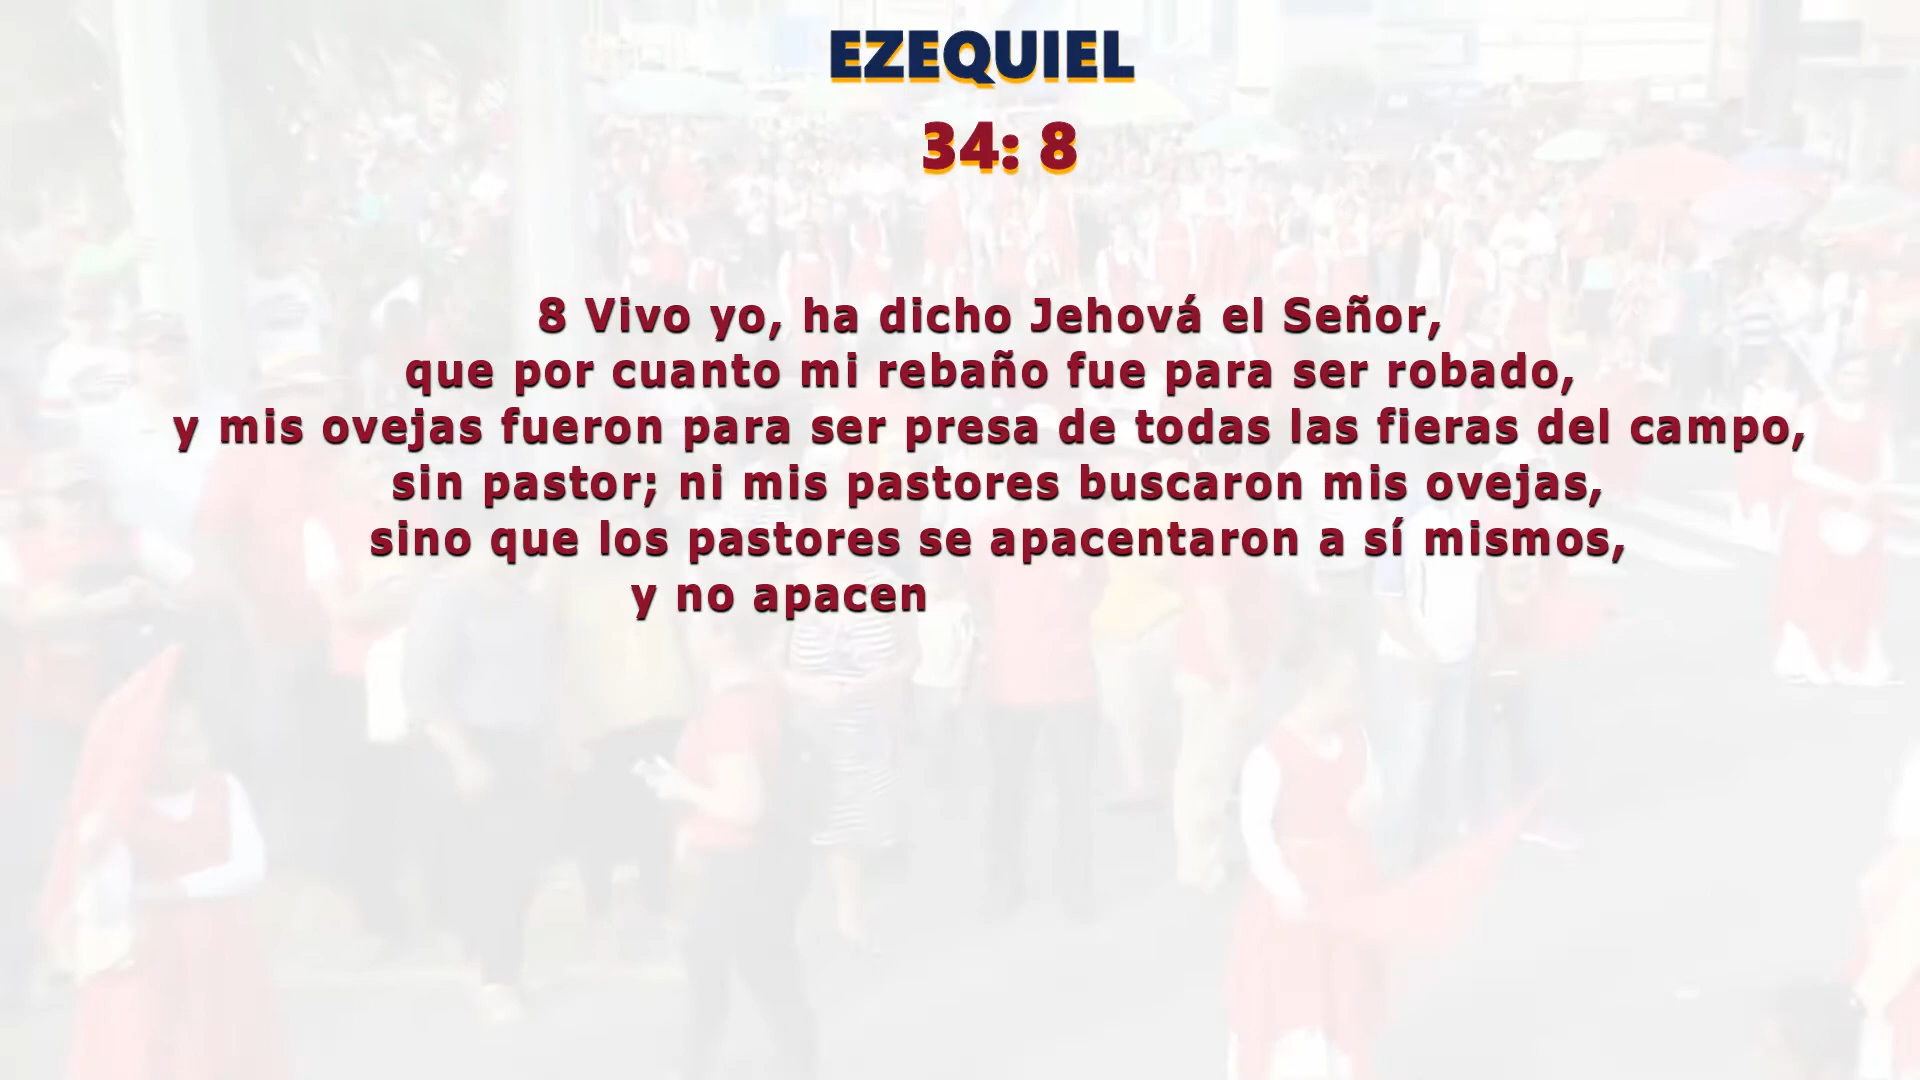 EZEQUIEL
34: 8
8 Vivo yo, ha dicho Jehová el Señor,
que por cuanto mi rebaño fue para ser robado,
y mis ovejas fueron para ser presa de todas las fieras del campo,
sin pastor; ni mis pastores buscaron mis ovejas,
sino que los pastores se apacentaron a sí mismos,
y no apacen